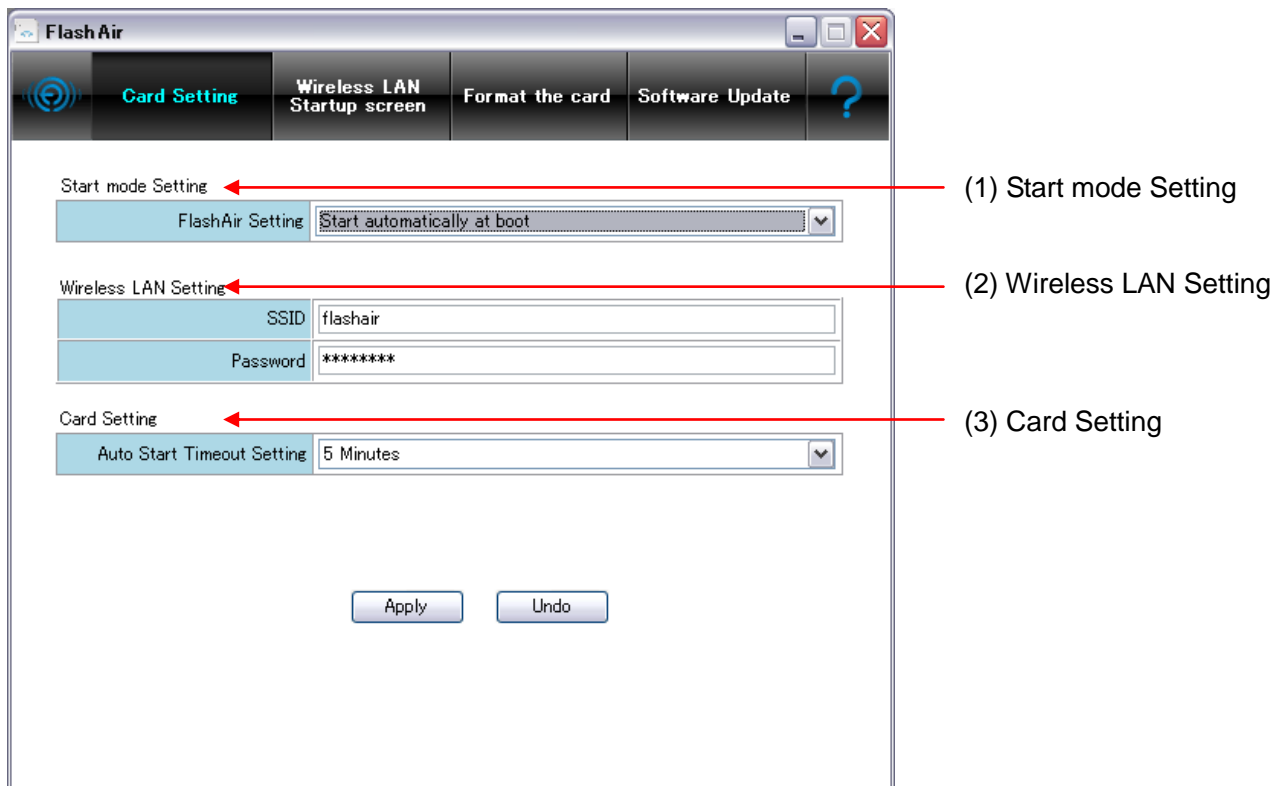 FlashAir
Card Setting
Wireless LAN
Startup screen
Format the card
Software Update
?
Start mode Setting
(1) Start mode Setting
FlashAir Setting Start automatically at boot
Wireless LAN Setting
(2) Wireless LAN Setting
SSID flashair
Password ********
Card Setting
(3) Card Setting
Auto Start Timeout Setting 5 Minutes
Apply Undo